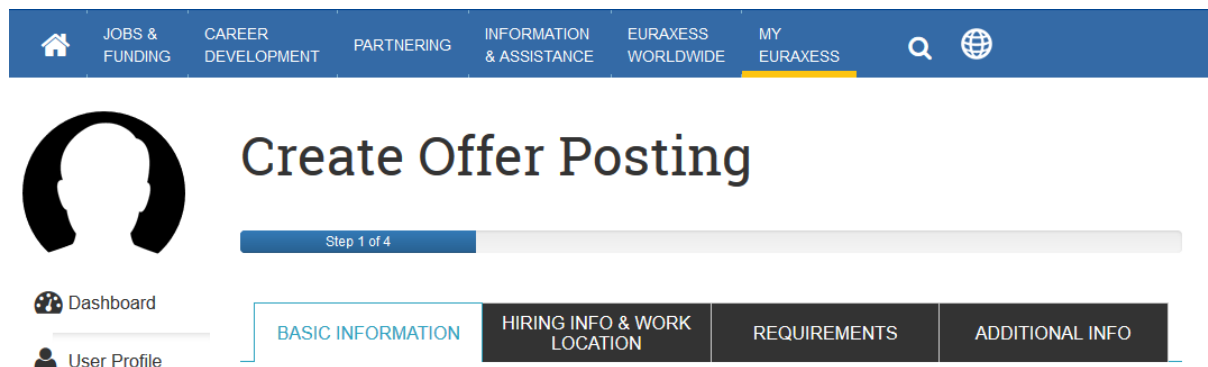 JOBS &
FUNDING
CAREER
DEVELOPMENT
PARTNERING
INFORMATION
& ASSISTANCE
EURAXESS
WORLDWIDE
MY
EURAXESS
Create Offer Posting
Step 1 of 4
Dashboard
User Profile
BASIC INFORMATION
HIRING INFO & WORK
LOCATION
REQUIREMENTS
ADDITIONAL INFO